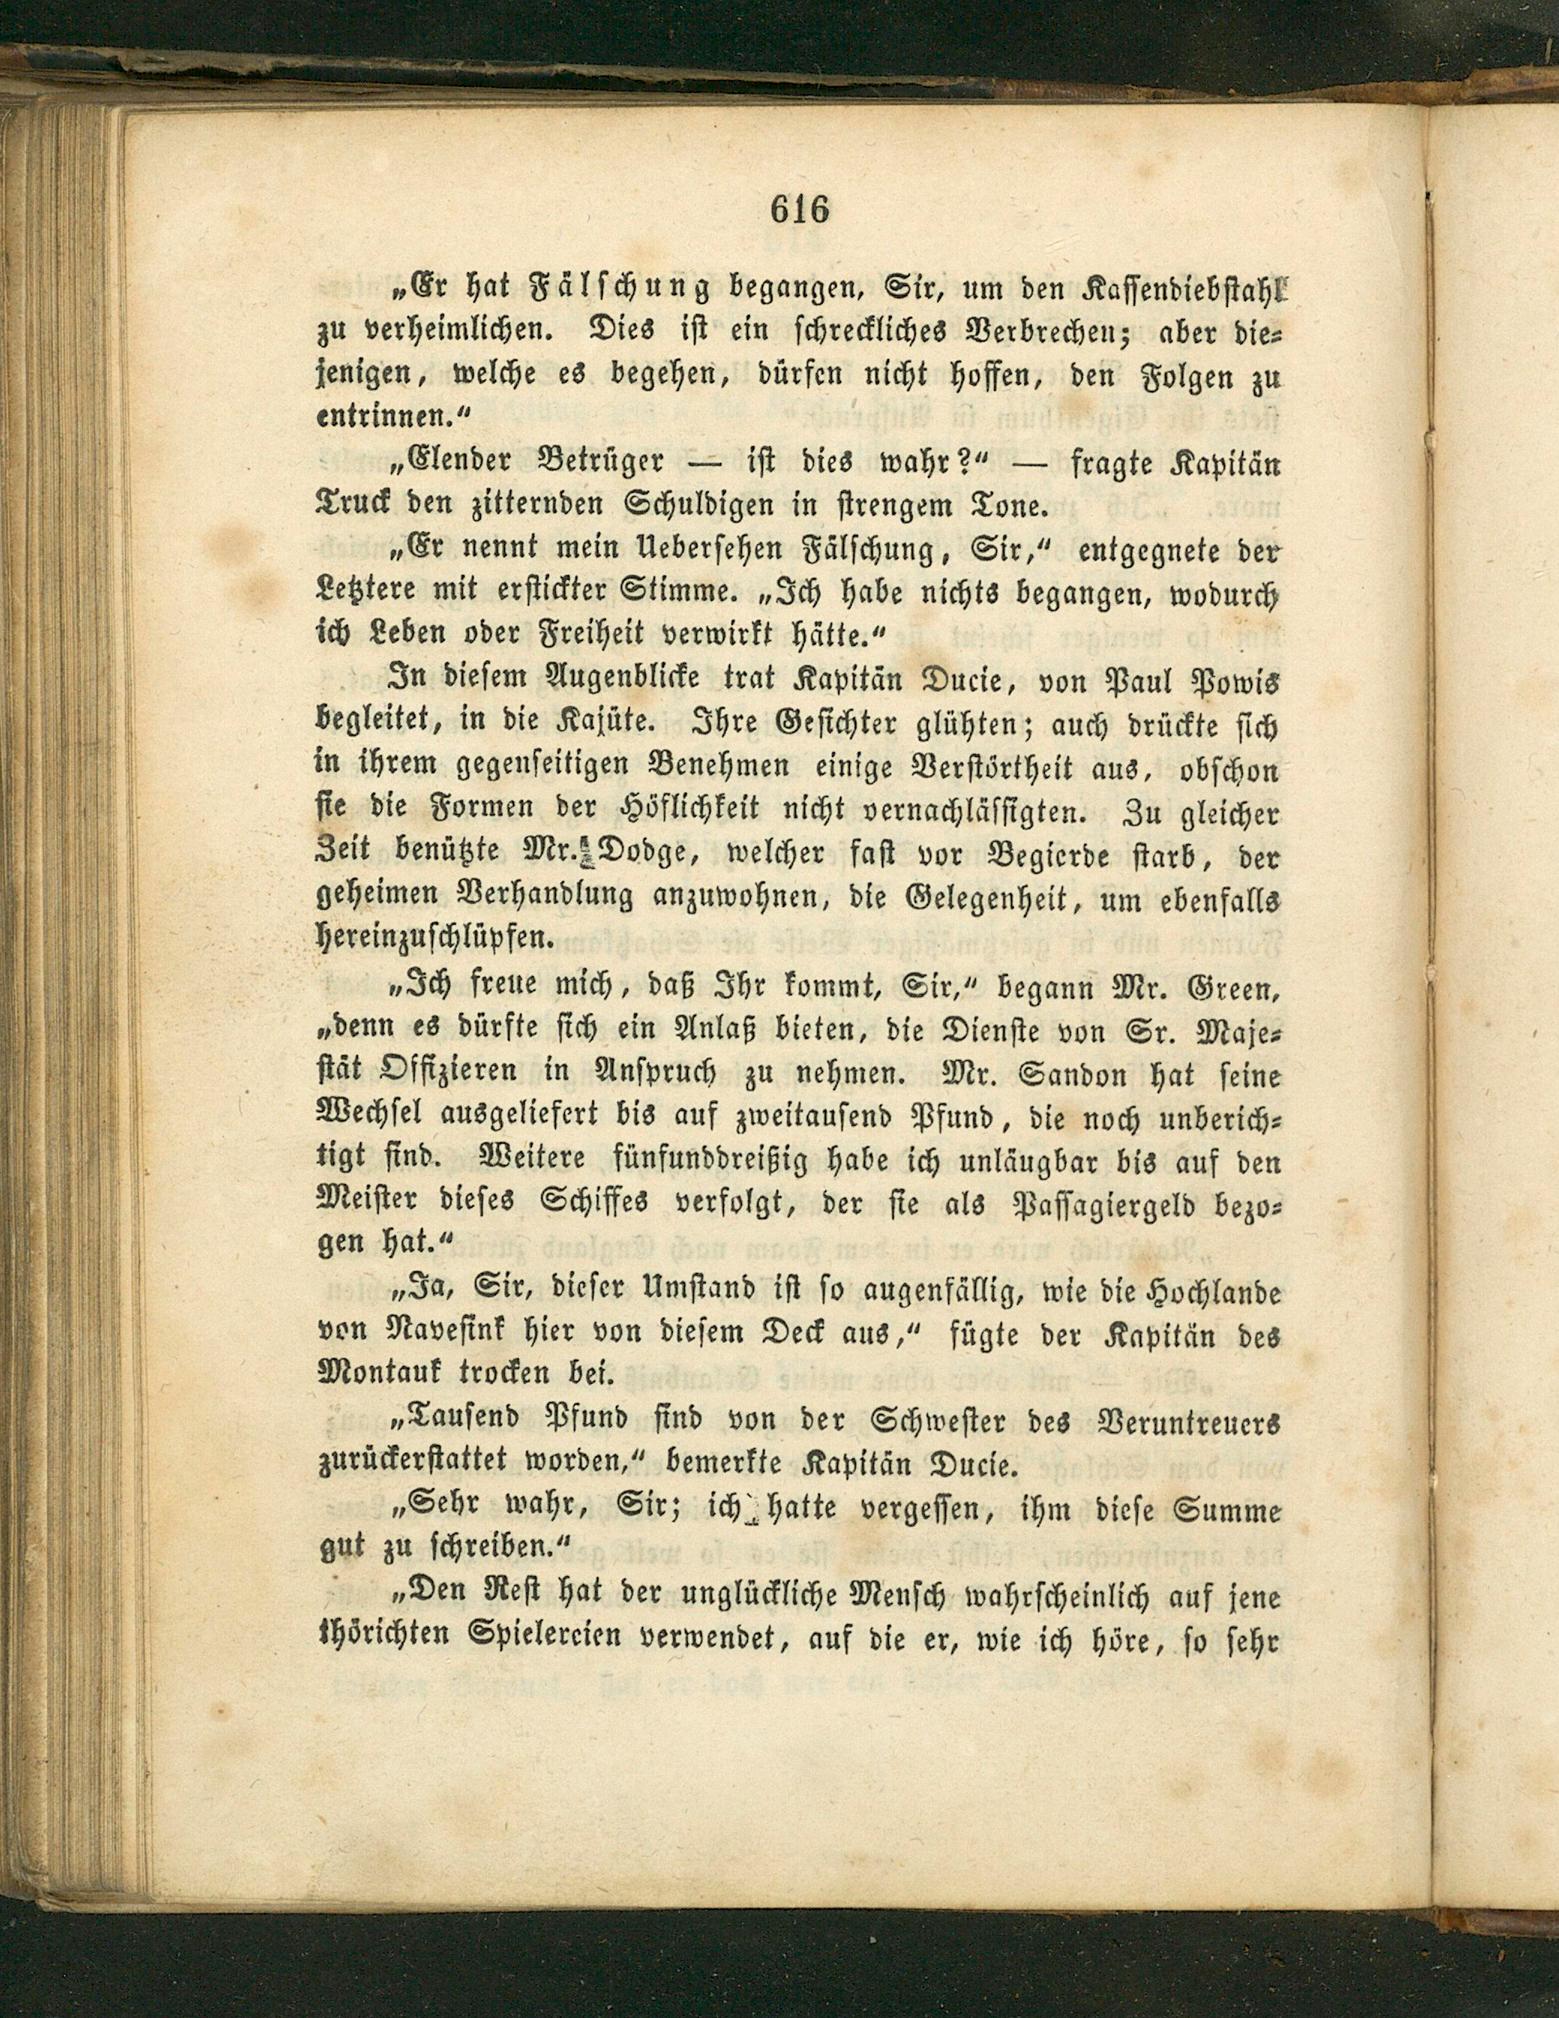 616
„Er hat Fälschung begangen, Sir, um den Kassendiebstahl
zu verheimlichen. Dies ist ein schreckliches Verbrechen; aber die-
jenigen, welche es begehen, dürfen nicht hoffen, den Folgen zu
entrinnen.“
„Elender Betrüger — ist dies wahr?“ — fragte Kapitän
Truck den zitternden Schuldigen in strengem Tone.
„Er nennt mein Uebersehen Fälschung, Sir,“ entgegnete der
Letztere mit erstickter Stimme. „Ich habe nichts begangen, wodurch
ich Leben oder Freiheit verwirkt hätte.“
In diesem Augenblicke trat Kapitän Ducie, von Paul Powis
begleitet, in die Kajüte. Ihre Gesichter glühten; auch drückte sich
in ihrem gegenseitigen Benehmen einige Verstörtheit aus, obschon
sie die Formen der Höflichkeit nicht vernachlässigten. Zu gleicher
Zeit benützte Mr. Dodge, welcher fast vor Begierde starb, der
geheimen Verhandlung anzuwohnen, die Gelegenheit, um ebenfalls
hereinzuschlüpfen.
„Ich freue mich, daß Ihr kommt, Sir,“ begann Mr. Green,
„denn es dürfte sich ein Anlaß bieten, die Dienste von Sr. Maje-
stät Offizieren in Anspruch zu nehmen. Mr. Sandon hat seine
Wechsel ausgeliefert bis auf zweitausend Pfund, die noch unberich-
tigt sind. Weitere fünfunddreißig habe ich unläugbar bis auf den
Meister dieses Schiffes verfolgt, der sie als Passagiergeld bezo-
gen hat.“
„Ja, Sir, dieser Umstand ist so augenfällig, wie die Hochlande
von Navesink hier von diesem Deck aus,“ fügte der Kapitän des
Montauk trocken bei.
„Tausend Pfund sind von der Schwester des Veruntreuers
zurückerstattet worden,“ bemerkte Kapitän Ducie.
„Sehr wahr, Sir; ich hatte vergessen, ihm diese Summe
gut zu schreiben.“
„Den Rest hat der unglückliche Mensch wahrscheinlich auf jene
thörichten Spielereien verwendet, auf die er, wie ich höre, so sehr